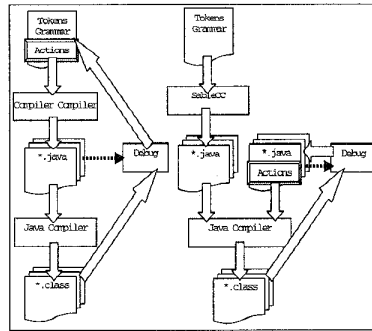 Tokens
Grammar
Actions
Compiler Compiler
*.java
Debug
Java Compiler
*.class
Tokens
Grammar
SableCC
*.java
*.java
Actions
Debug
Java Compiler
*.class